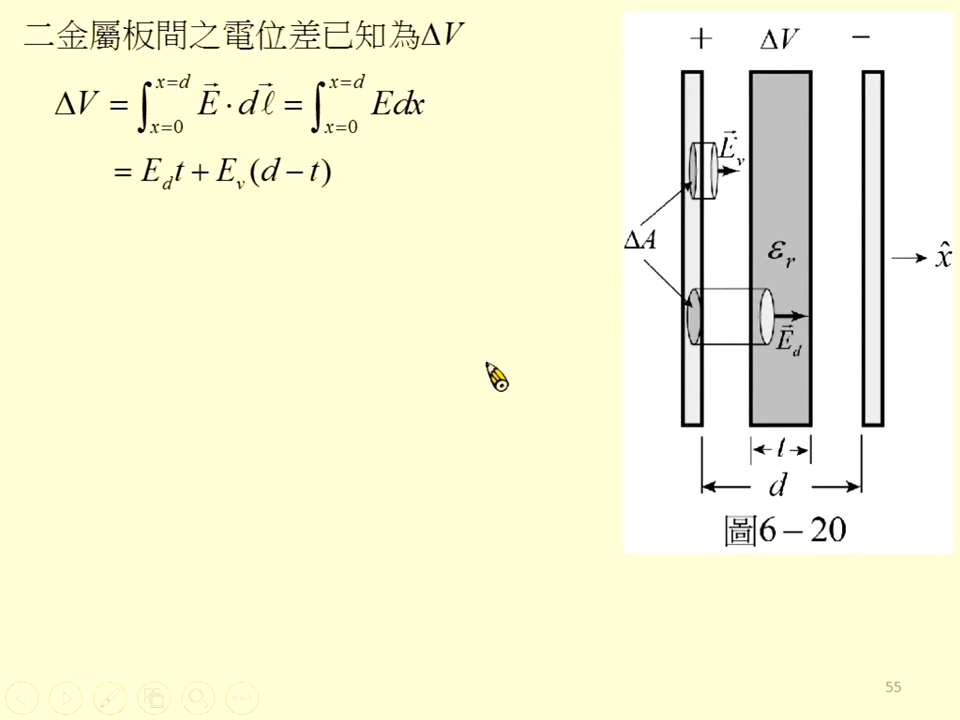 二金屬板間之電位差已知為ΔV
ΔV = ∫_{x=0}^{x=d} E⃗ · dℓ⃗ = ∫_{x=0}^{x=d} Edx
= E_d t + E_v (d − t)
+ ΔV −
E⃗_v
ΔA
ε_r
x̂
E⃗_d
t
d
圖6－20
55